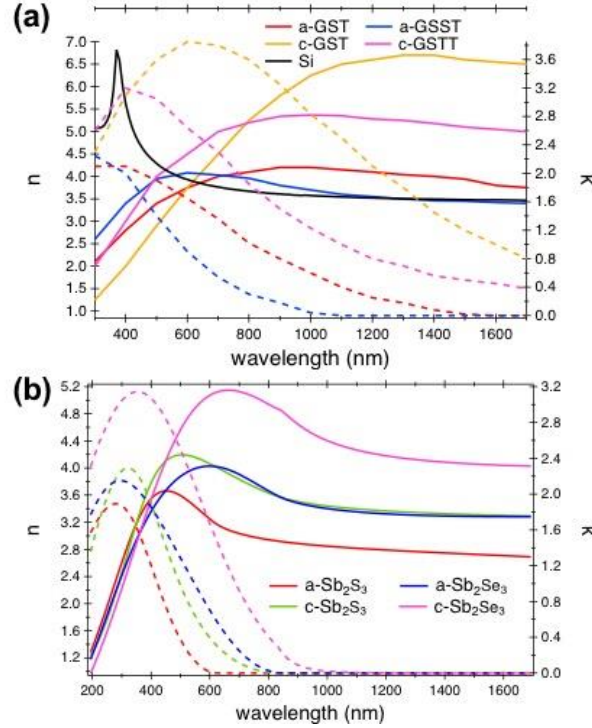 (a)
a-GST
a-GSST
c-GST
c-GSTT
Si
7.0
6.5
6.0
5.5
5.0
4.5
4.0
3.5
3.0
2.5
2.0
1.5
1.0
n
3.6
3.2
2.8
2.4
2.0
1.6
1.2
0.8
0.4
0.0
K
400 600 800 1000 1200 1400 1600
wavelength (nm)
(b)
5.2
4.8
4.4
4.0
3.6
3.2
2.8
2.4
2.0
1.6
1.2
n
3.2
2.8
2.4
2.0
1.6
1.2
0.8
0.4
0.0
K
a-Sb₂S₃
a-Sb₂Se₃
c-Sb₂S₃
c-Sb₂Se₃
200 400 600 800 1000 1200 1400 1600
wavelength (nm)